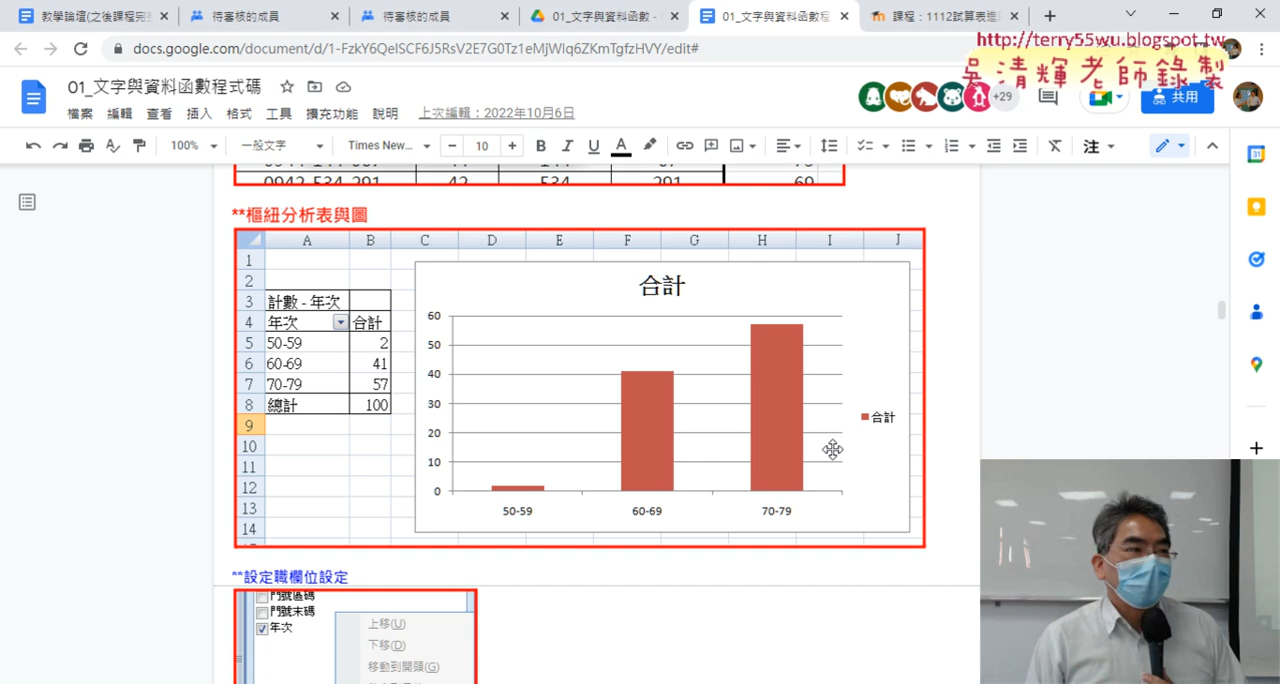 教學論壇(之後課程完
待審核的成員
待審核的成員
01_文字與資料函數 -
01_文字與資料函數程
課程：1112試算表進
docs.google.com/document/d/1-FzkY6QeISCF6J5RsV2E7G0Tz1eMjWIq6ZKmTgfzHVY/edit#
http://terry55wu.blogspot.tw
吳清輝老師錄製
01_文字與資料函數程式碼
檔案 編輯 查看 插入 格式 工具 擴充功能 說明 上次編輯：2022年10月6日
+29
共用
100% 一般文字 Times New... 10 B I U A 注
0942-534-291 42 534 291 69
**樞紐分析表與圖
A B C D E F G H I J
1
2
3 計數 - 年次
4 年次 合計
5 50-59 2
6 60-69 41
7 70-79 57
8 總計 100
9
10
11
12
13
14
合計
60
50
40
30
20
10
0
50-59 60-69 70-79
合計
**設定職欄位設定
門號區碼
門號末碼
年次
上移(U)
下移(D)
移動到開頭(G)